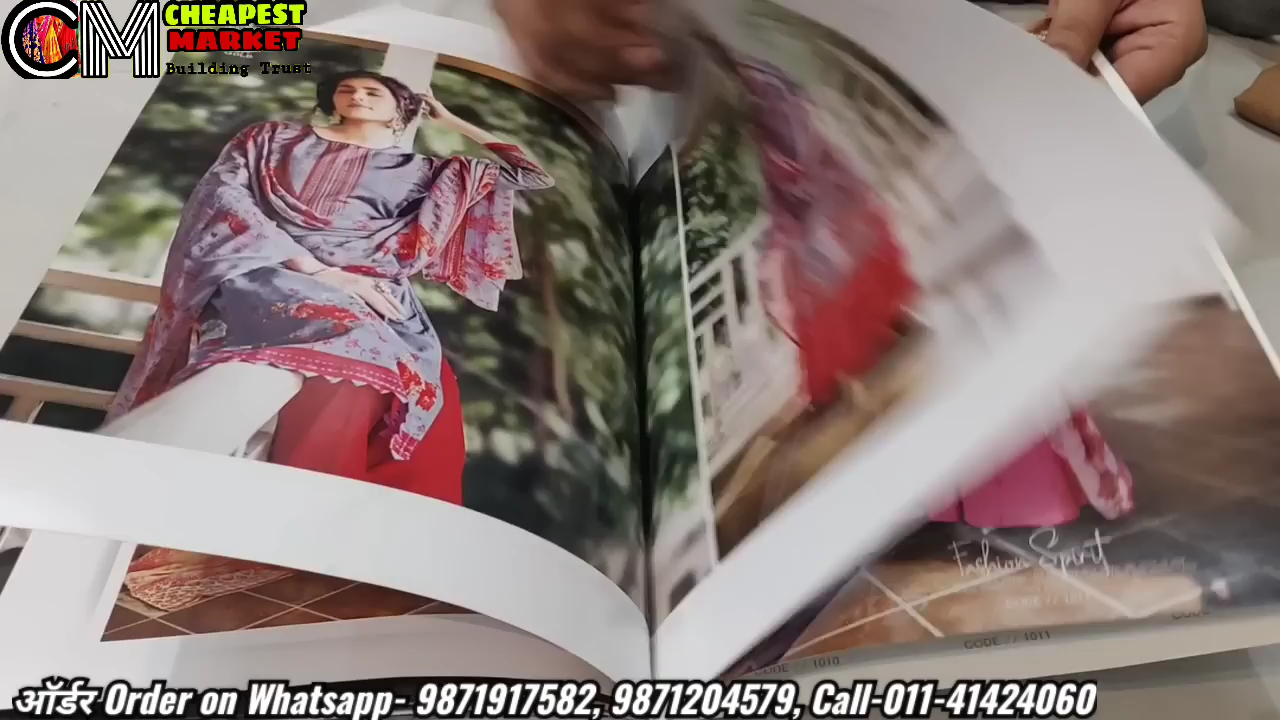 CM CHEAPEST
MARKET
Building Trust
Fashion Spirit
CODE // 1011
CODE // 1010
ऑर्डर Order on Whatsapp- 9871917582, 9871204579, Call-011-41424060